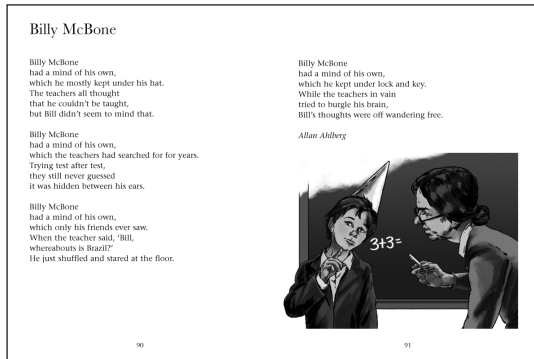 Billy McBone
Billy McBone
had a mind of his own,
which he mostly kept under his hat.
The teachers all thought
that he couldn't be taught,
but Bill didn't seem to mind that.
Billy McBone
had a mind of his own,
which the teachers had searched for for years.
Trying test after test,
they still never guessed
it was hidden between his ears.
Billy McBone
had a mind of his own,
which only his friends ever saw.
When the teacher said, ‘Bill,
whereabouts is Brazil?’
He just shuffled and stared at the floor.
90
Billy McBone
had a mind of his own,
which he kept under lock and key.
While the teachers in vain
tried to burgle his brain,
Bill's thoughts were off wandering free.
Allan Ahlberg
3+3=
91